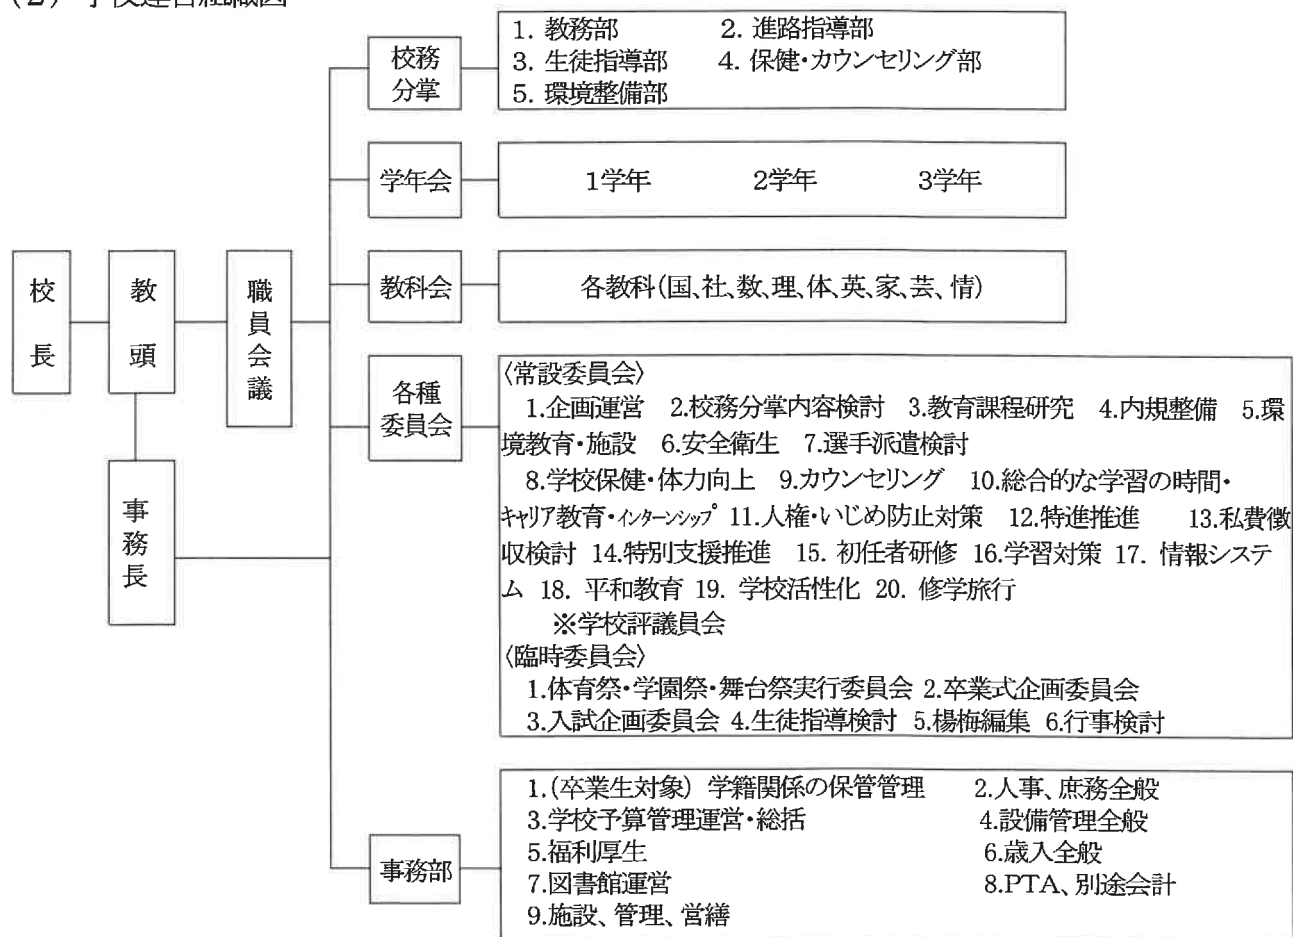 (2) 学校運営組織図
校長
教頭
職員会議
事務長
校務
分掌
1. 教務部 2. 進路指導部
3. 生徒指導部 4. 保健・カウンセリング部
5. 環境整備部
学年会
1学年 2学年 3学年
教科会
各教科(国、社、数、理、体、英、家、芸、情)
各種
委員会
〈常設委員会〉
1.企画運営 2.校務分掌内容検討 3.教育課程研究 4.内規整備 5.環
境教育・施設 6.安全衛生 7.選手派遣検討
8.学校保健・体力向上 9.カウンセリング 10.総合的な学習の時間・
キャリア教育・インターンシップ 11.人権・いじめ防止対策 12.特進推進 13.私費徴
収検討 14.特別支援推進 15. 初任者研修 16.学習対策 17. 情報システ
ム 18. 平和教育 19. 学校活性化 20. 修学旅行
※学校評議員会
〈臨時委員会〉
1.体育祭・学園祭・舞台祭実行委員会 2.卒業式企画委員会
3.入試企画委員会 4.生徒指導検討 5.楊梅編集 6.行事検討
事務部
1.(卒業生対象) 学籍関係の保管管理 2.人事、庶務全般
3.学校予算管理運営・総括 4.設備管理全般
5.福利厚生 6.歳入全般
7.図書館運営 8.PTA、別途会計
9.施設、管理、営繕